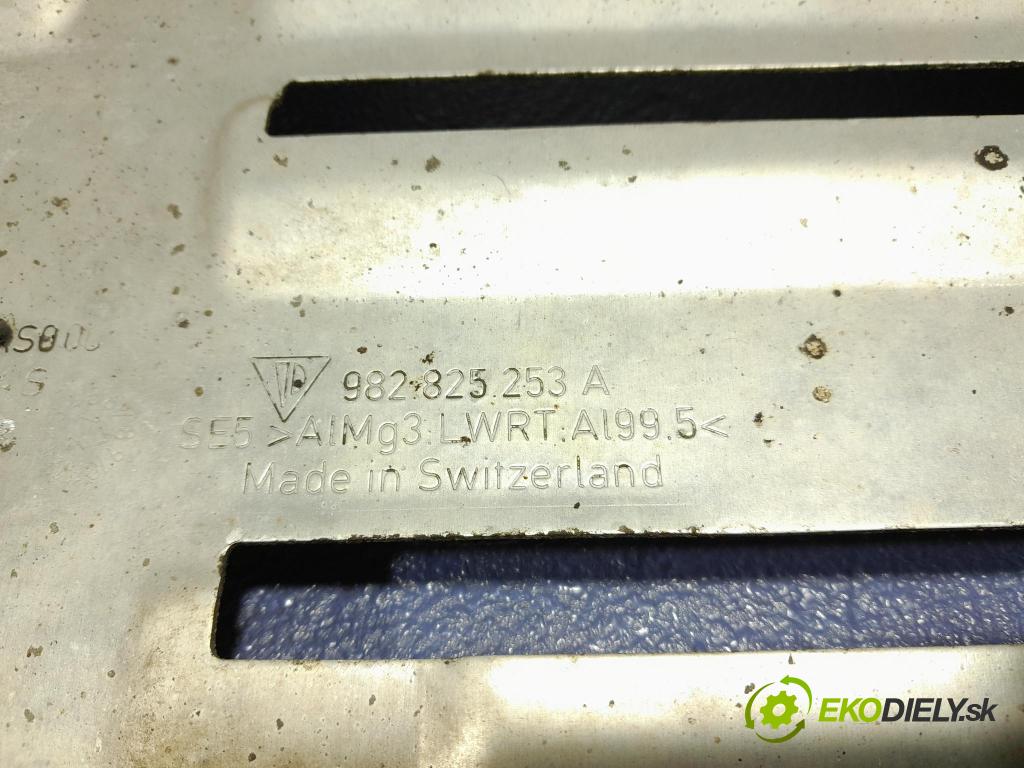 982.825.253 A
SE5 >AlMg3:LWRT:Al99.5<
Made in Switzerland
EKODIELY.sk